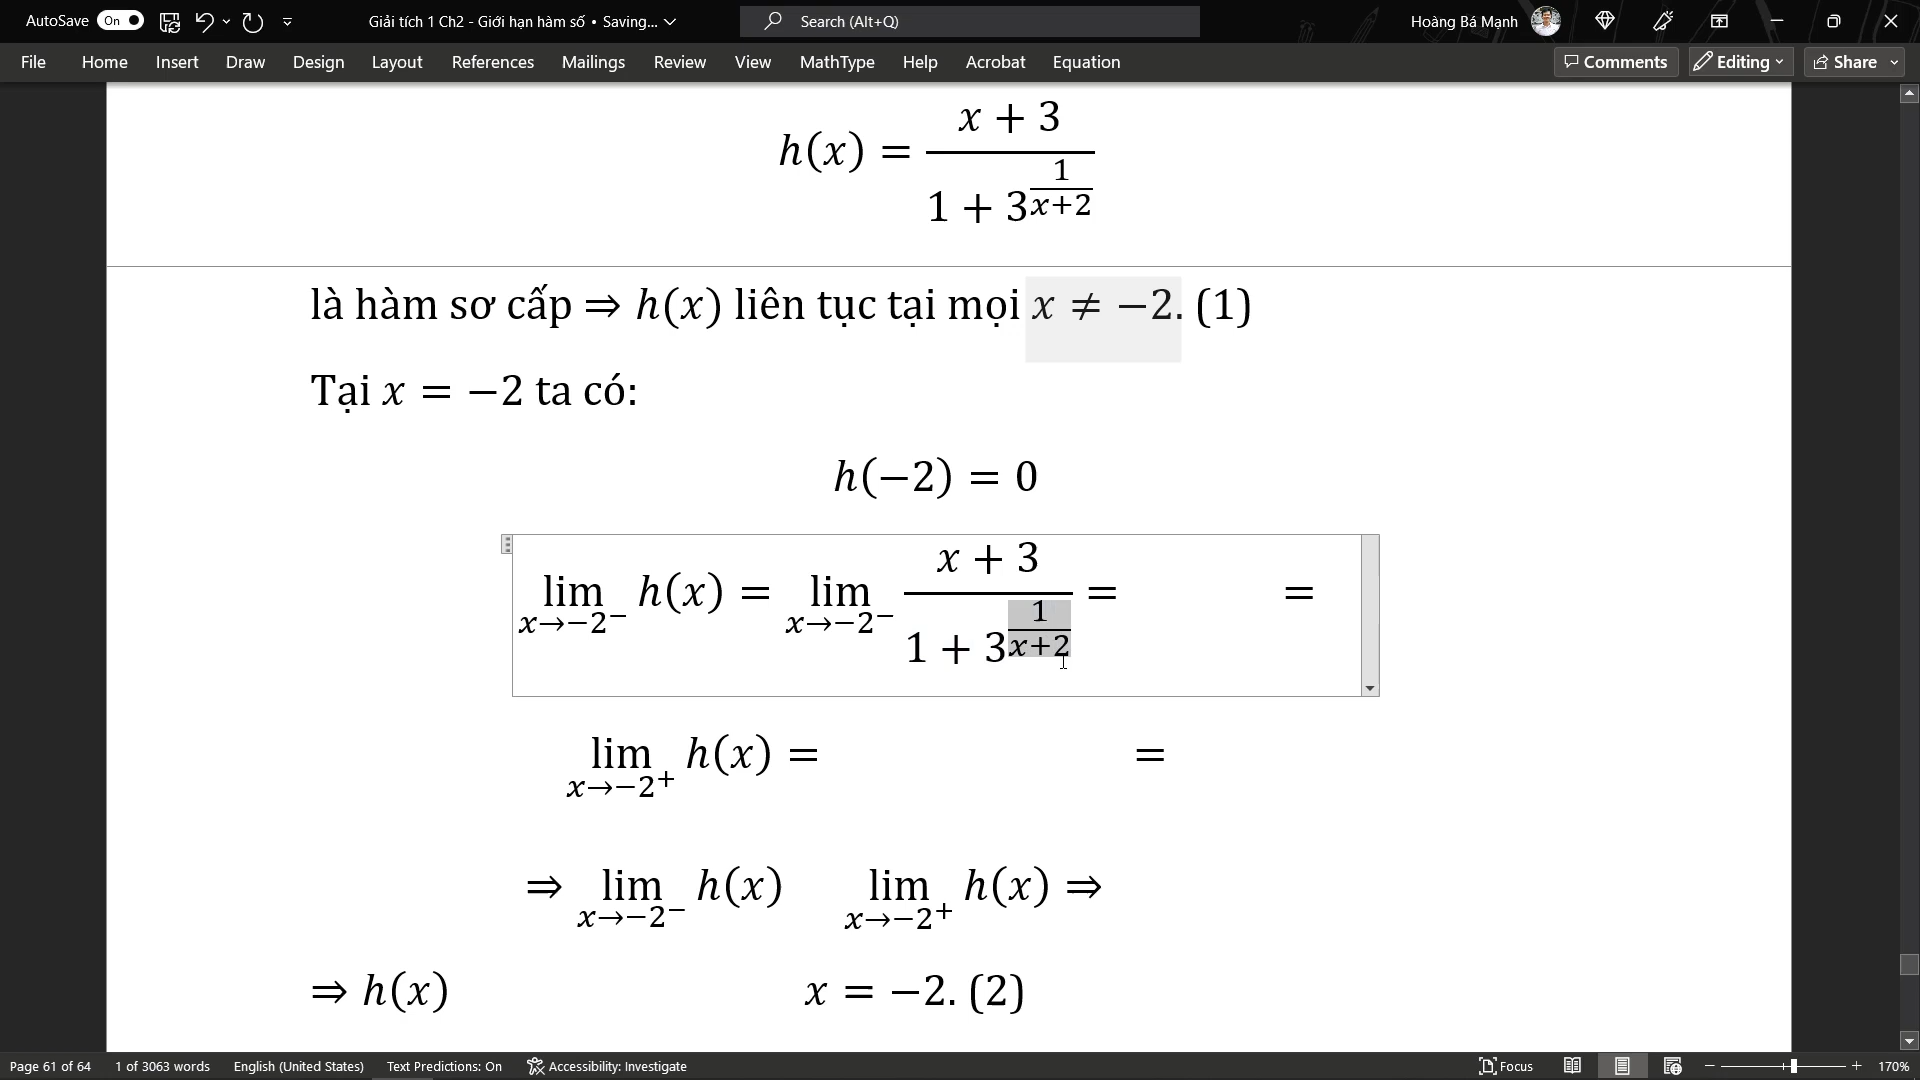 AutoSave On Giải tích 1 Ch2 - Giới hạn hàm số • Saving... Search (Alt+Q) Hoàng Bá Mạnh
File Home Insert Draw Design Layout References Mailings Review View MathType Help Acrobat Equation Comments Editing Share
h(x) = \frac{x + 3}{1 + 3^{\frac{1}{x+2}}}
là hàm sơ cấp ⇒ h(x) liên tục tại mọi x ≠ −2. (1)
Tại x = −2 ta có:
h(−2) = 0
\lim_{x→−2^−} h(x) = \lim_{x→−2^−} \frac{x + 3}{1 + 3^{\frac{1}{x+2}}} = =
\lim_{x→−2^+} h(x) = =
⇒ \lim_{x→−2^−} h(x) \lim_{x→−2^+} h(x) ⇒
⇒ h(x) x = −2. (2)
Page 61 of 64 1 of 3063 words English (United States) Text Predictions: On Accessibility: Investigate Focus 170%